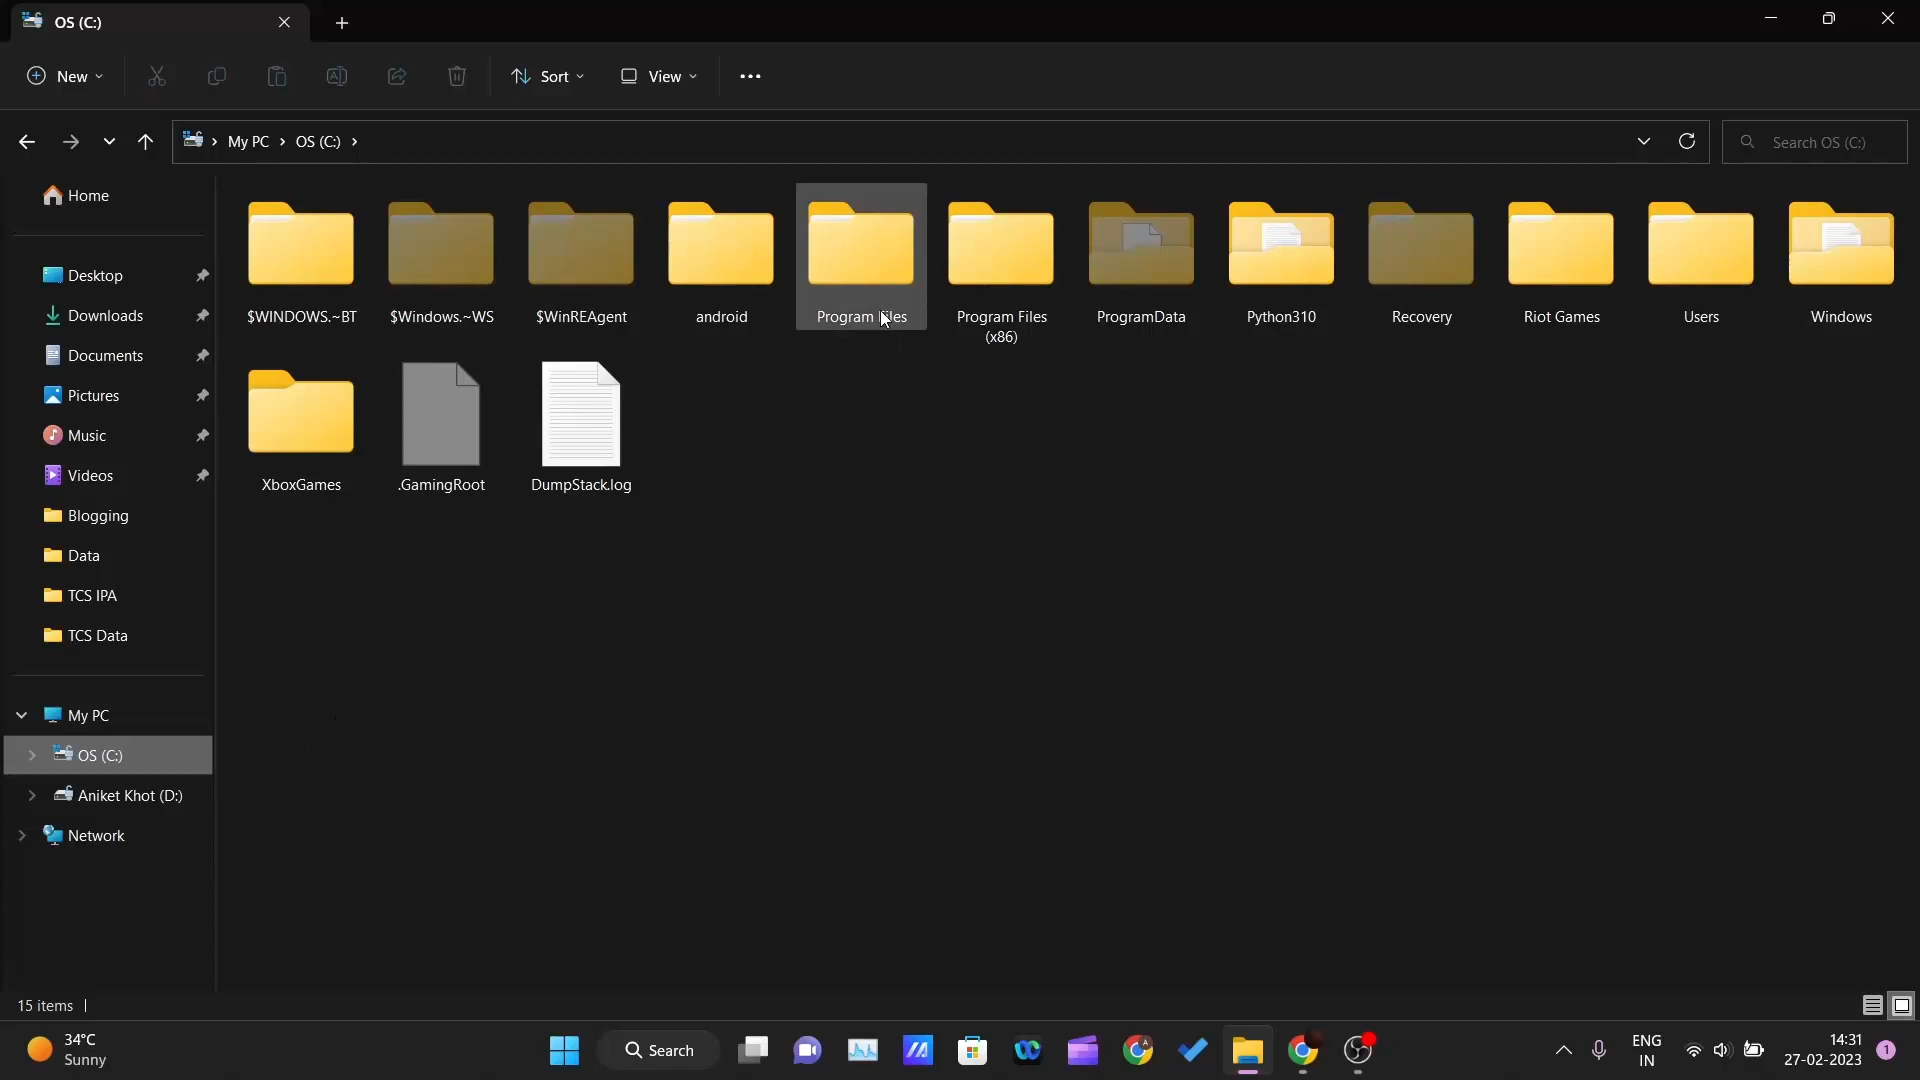 OS (C:)
New
Sort
View
My PC
OS (C:)
Search OS (C:)
Home
Desktop
Downloads
Documents
Pictures
Music
Videos
Blogging
Data
TCS IPA
TCS Data
My PC
OS (C:)
Aniket Khot (D:)
Network
$WINDOWS.~BT
$Windows.~WS
$WinREAgent
android
Program Files
Program Files
(x86)
ProgramData
Python310
Recovery
Riot Games
Users
Windows
XboxGames
.GamingRoot
DumpStack.log
15 items
34°C
Sunny
Search
ENG
IN
14:31
27-02-2023
1